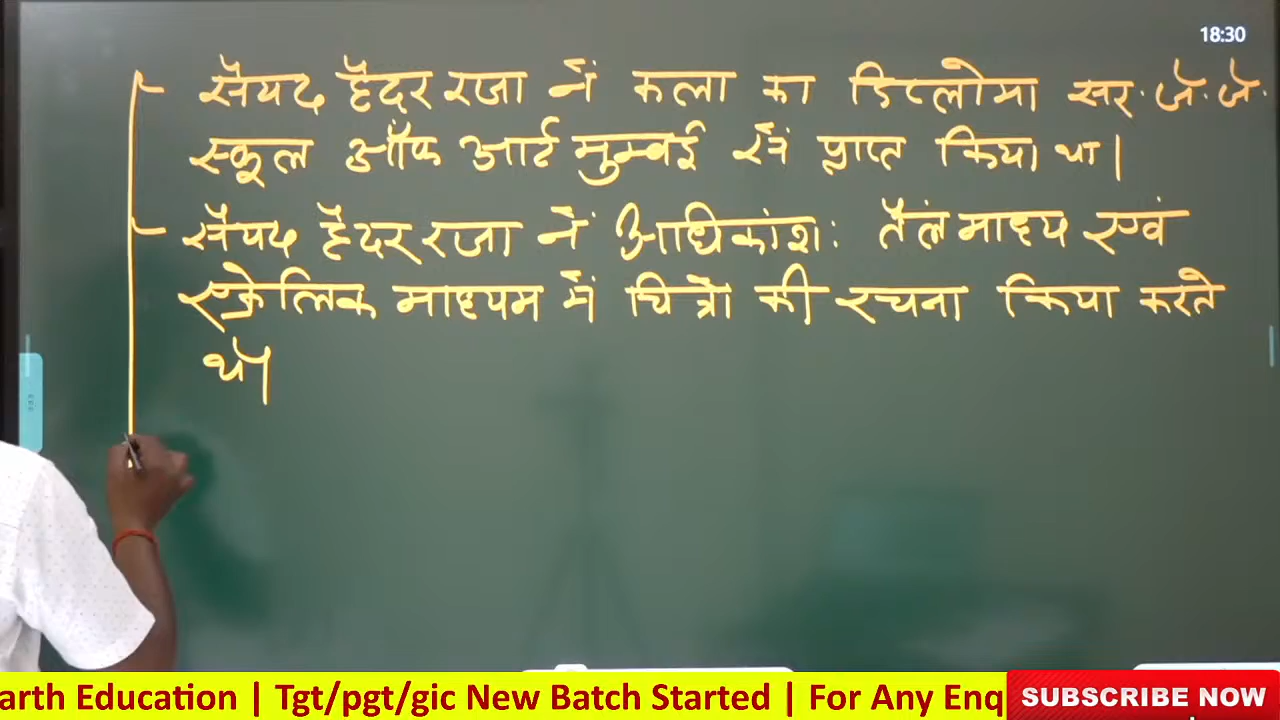 18:30
सैयद हैदर रजा ने कला का डिप्लोमा सर. जे. जे.
स्कूल ऑफ आर्ट मुम्बई से प्राप्त किया था।
सैयद हैदर रजा ने अधिकांशः तैल माध्य एवं
एक्रेलिक माध्यम में चित्रो की रचना किया करते
थे।
arth Education | Tgt/pgt/gic New Batch Started | For Any Enq
SUBSCRIBE NOW